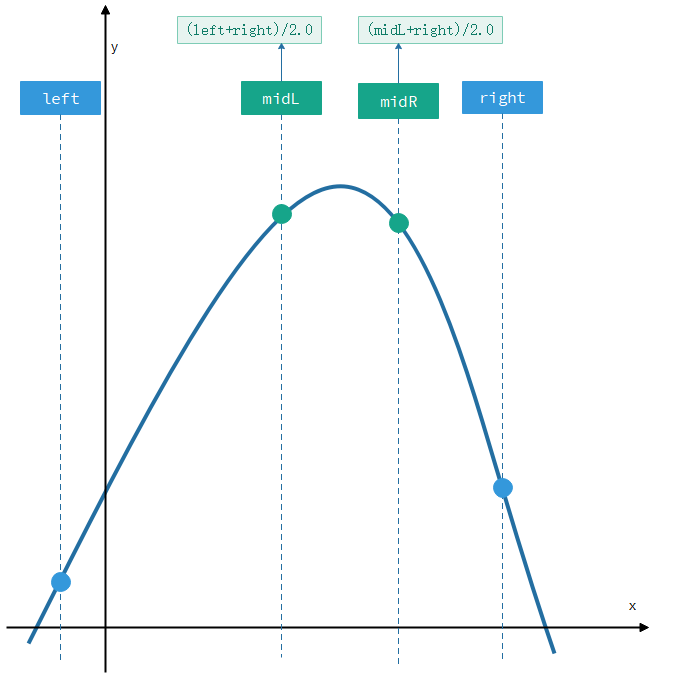 (left+right)/2.0
(midL+right)/2.0
y
left
midL
midR
right
x